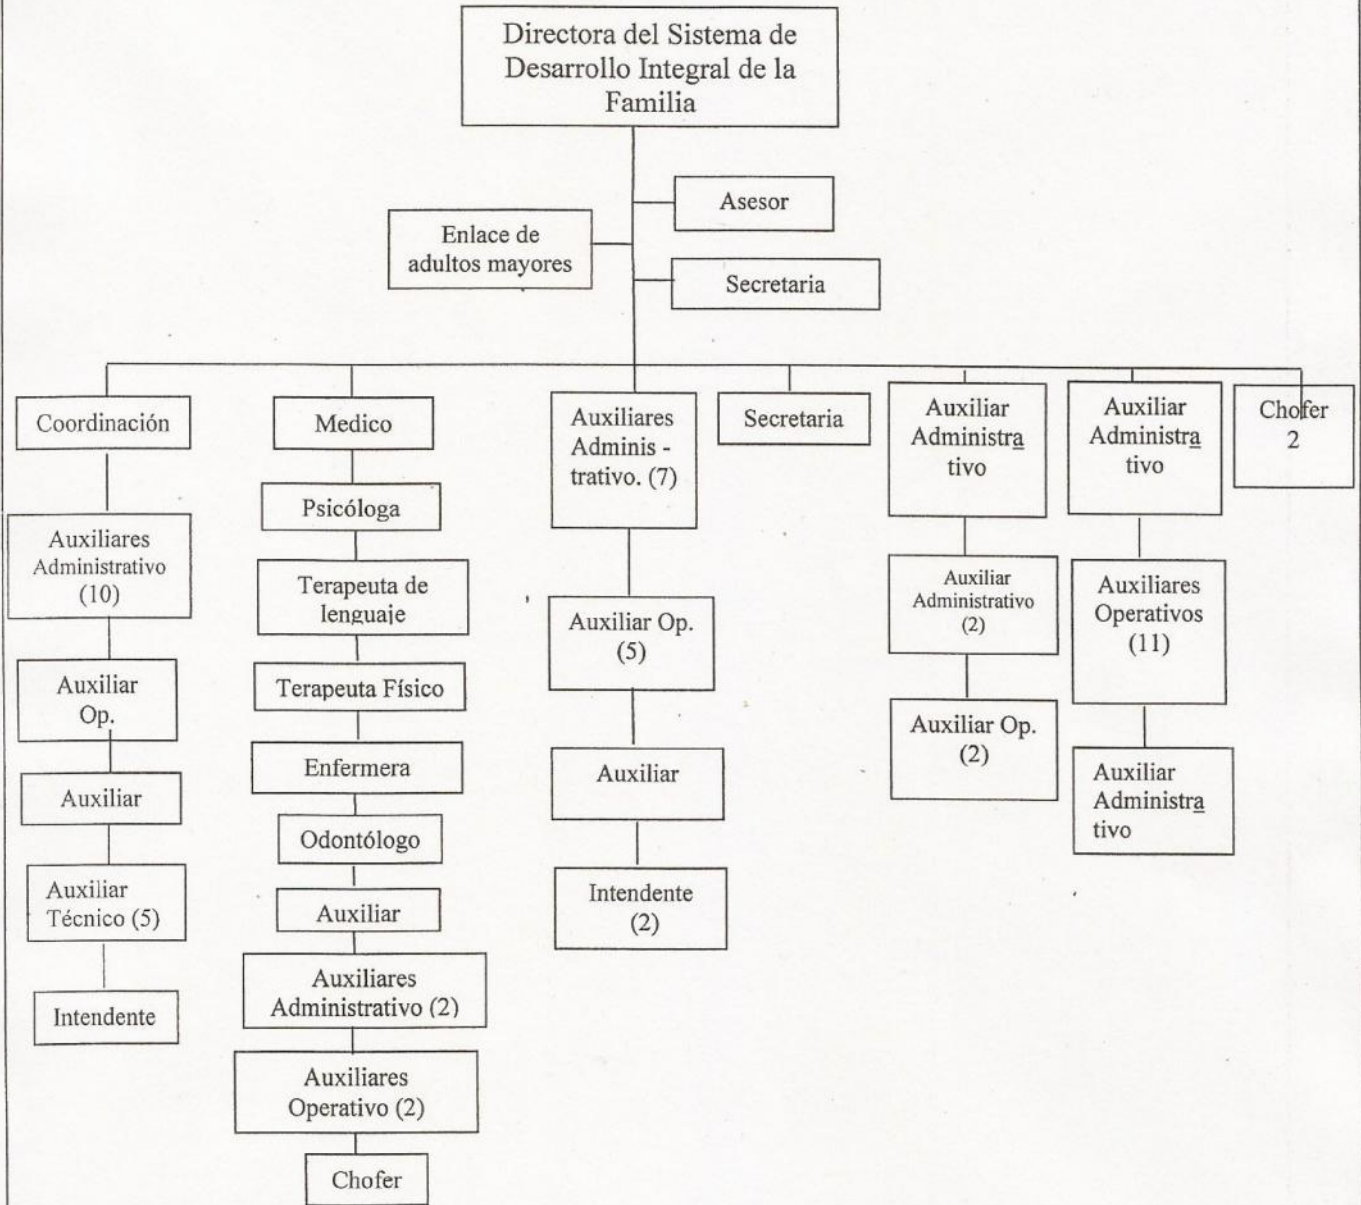 Directora del Sistema de
Desarrollo Integral de la
Familia
Asesor
Enlace de
adultos mayores
Secretaria
Coordinación
Auxiliares
Administrativo
(10)
Auxiliar
Op.
Auxiliar
Auxiliar
Técnico (5)
Intendente
Medico
Psicóloga
Terapeuta de
lenguaje
Terapeuta Físico
Enfermera
Odontólogo
Auxiliar
Auxiliares
Administrativo (2)
Auxiliares
Operativo (2)
Chofer
Auxiliares
Adminis -
trativo. (7)
Auxiliar Op.
(5)
Auxiliar
Intendente
(2)
Secretaria
Auxiliar
Administra
tivo
Auxiliar
Administrativo
(2)
Auxiliar Op.
(2)
Auxiliar
Administra
tivo
Auxiliares
Operativos
(11)
Auxiliar
Administra
tivo
Chofer
2